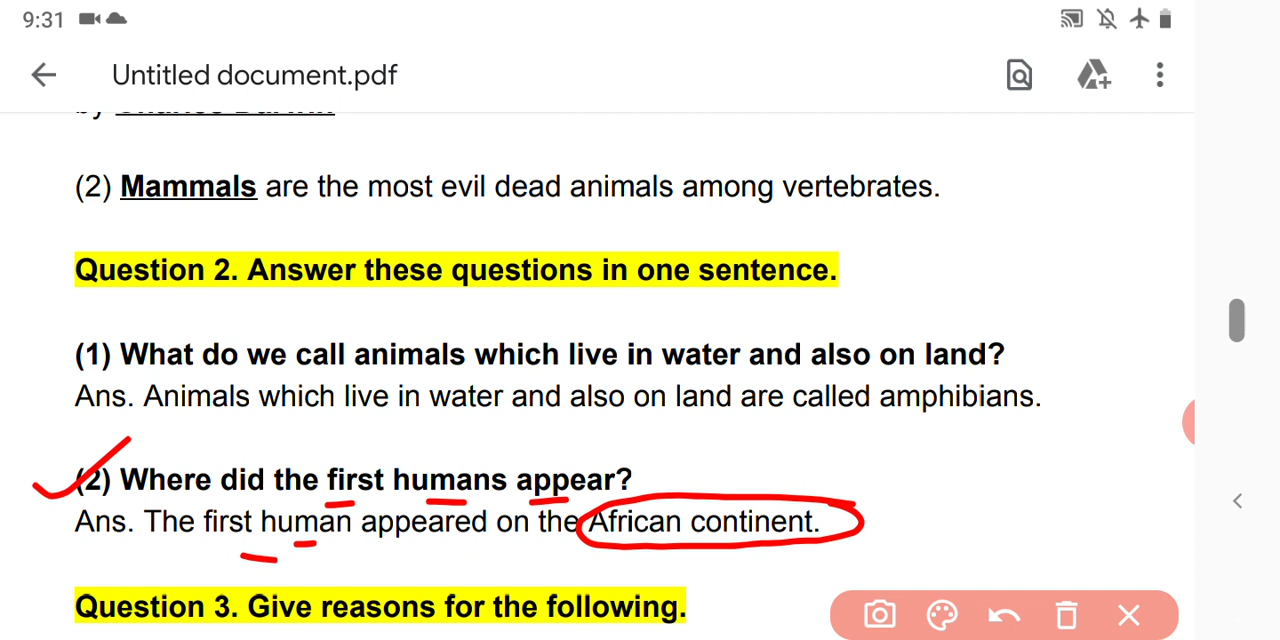 9:31
Untitled document.pdf
(2) Mammals are the most evil dead animals among vertebrates.
Question 2. Answer these questions in one sentence.
(1) What do we call animals which live in water and also on land?
Ans. Animals which live in water and also on land are called amphibians.
(2) Where did the first humans appear?
Ans. The first human appeared on the African continent.
Question 3. Give reasons for the following.